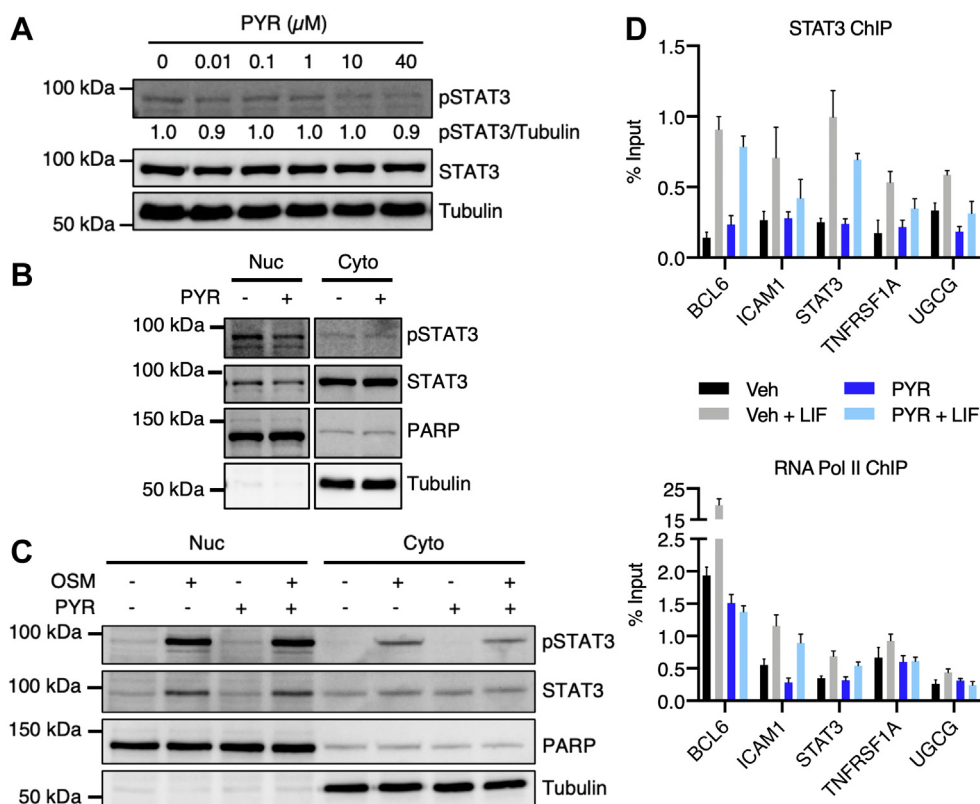 A
PYR (µM)
0 0.01 0.1 1 10 40
100 kDa
pSTAT3
1.0 0.9 1.0 1.0 1.0 0.9 pSTAT3/Tubulin
100 kDa
STAT3
Tubulin
50 kDa
B
Nuc Cyto
PYR - + - +
100 kDa
pSTAT3
100 kDa
STAT3
150 kDa
PARP
Tubulin
50 kDa
C
Nuc Cyto
OSM - + - + - + - +
PYR - - + + - - + +
100 kDa
pSTAT3
100 kDa
STAT3
150 kDa
PARP
Tubulin
50 kDa
D
STAT3 ChIP
% Input
1.5
1.0
0.5
0.0
BCL6 ICAM1 STAT3 TNFRSF1A UGCG
Veh PYR
Veh + LIF PYR + LIF
RNA Pol II ChIP
% Input
25
15
2.5
2.0
1.5
1.0
0.5
0.0
BCL6 ICAM1 STAT3 TNFRSF1A UGCG